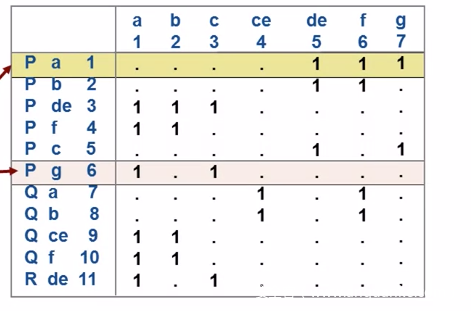 a b c ce de f g
1 2 3 4 5 6 7
P a 1 . . . . 1 1 1
P b 2 . . . . 1 1 .
P de 3 1 1 1 . . . .
P f 4 1 1 . . . . .
P c 5 . . . . 1 . 1
P g 6 1 . 1 . . . .
Q a 7 . . . 1 . 1 .
Q b 8 . . . 1 . 1 .
Q ce 9 1 1 . . . . .
Q f 10 1 1 . . . . .
R de 11 1 . 1 . . . .